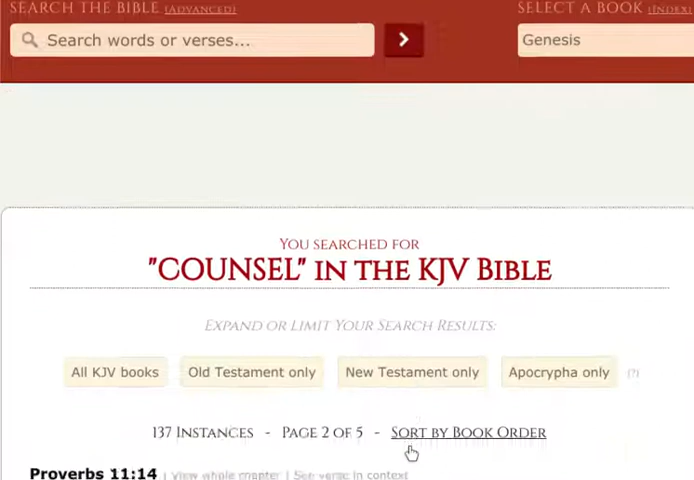 SEARCH THE BIBLE (ADVANCED) SELECT A BOOK (INDEX)
Search words or verses... Genesis
YOU SEARCHED FOR
"COUNSEL" IN THE KJV BIBLE
EXPAND OR LIMIT YOUR SEARCH RESULTS:
All KJV books Old Testament only New Testament only Apocrypha only (?)
137 INSTANCES - PAGE 2 OF 5 - SORT BY BOOK ORDER
Proverbs 11:14 | View whole chapter | See verse in context